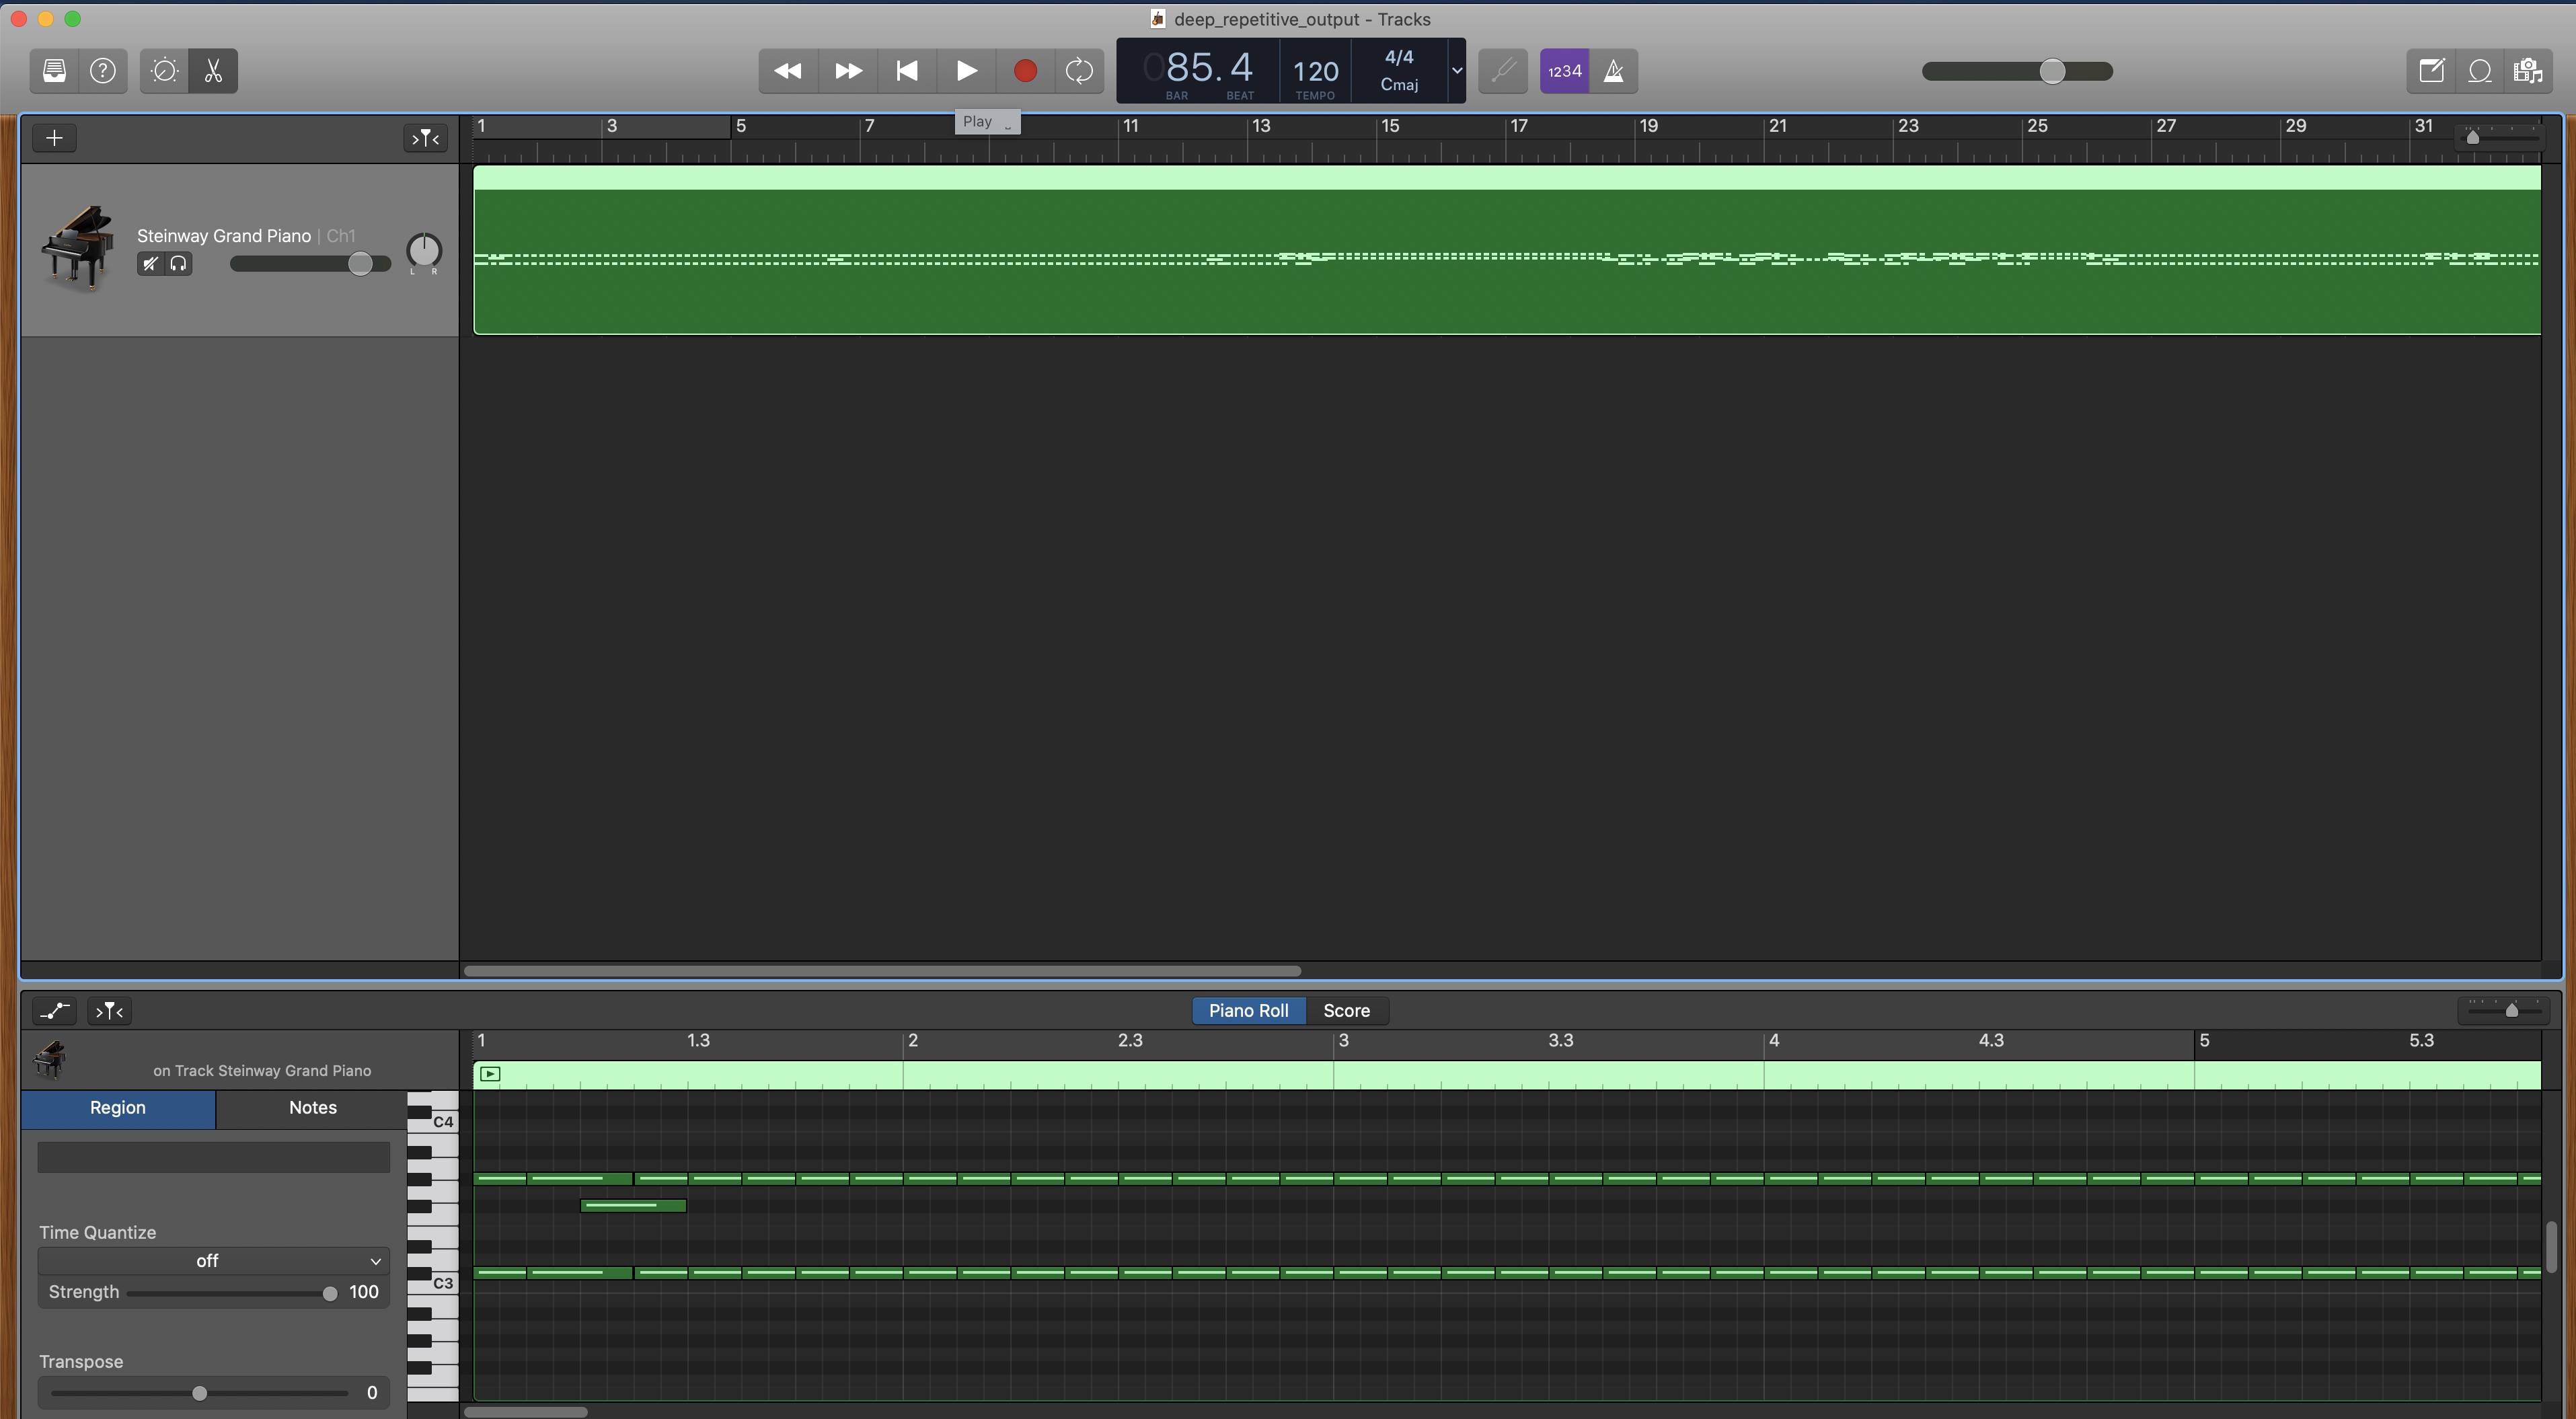 deep_repetitive_output - Tracks
085.4
BAR BEAT
120
TEMPO
4/4
Cmaj
1234
Play
1 3 5 7 11 13 15 17 19 21 23 25 27 29 31
Steinway Grand Piano | Ch1
L R
Piano Roll Score
1 1.3 2 2.3 3 3.3 4 4.3 5 5.3
on Track Steinway Grand Piano
Region Notes
C4
Time Quantize
off
C3
Strength 100
Transpose
0